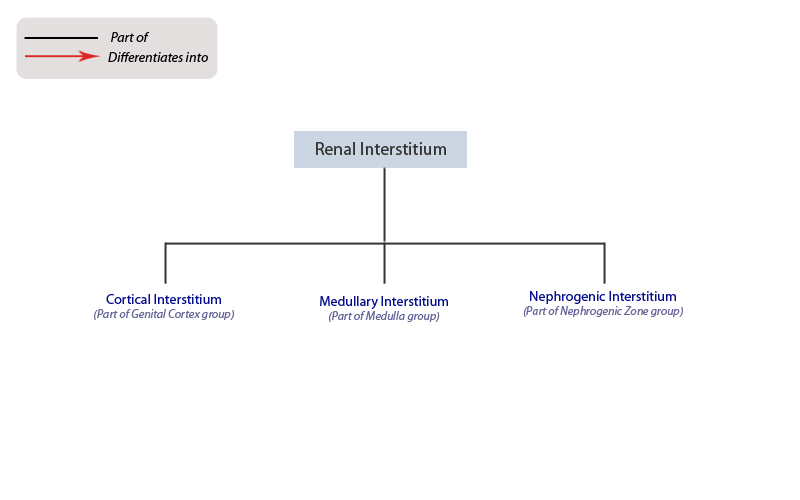 Part of
Differentiates into
Renal Interstitium
Cortical Interstitium
(Part of Genital Cortex group)
Medullary Interstitium
(Part of Medulla group)
Nephrogenic Interstitium
(Part of Nephrogenic Zone group)